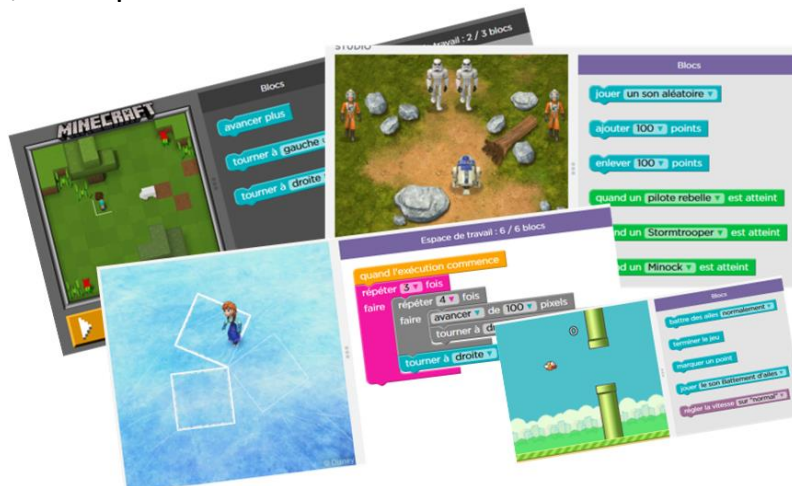 MINECRAFT
de travail : 2 / 3 blocs
Blocs
avancer plus
tourner à gauche
tourner à droite
STUDIO
Blocs
jouer un son aléatoire
ajouter 100 points
enlever 100 points
quand un pilote rebelle est atteint
un Stormtrooper est atteint
un Minock est atteint
Espace de travail : 6 / 6 blocs
quand l'exécution commence
répéter 3 fois
faire
répéter 4 fois
faire
avancer de 100 pixels
tourner à
tourner à droite
© Disney
Blocs
battre des ailes normalement
terminer le jeu
marquer un point
jouer le son Battement d'ailes
régler la vitesse sur "normal"